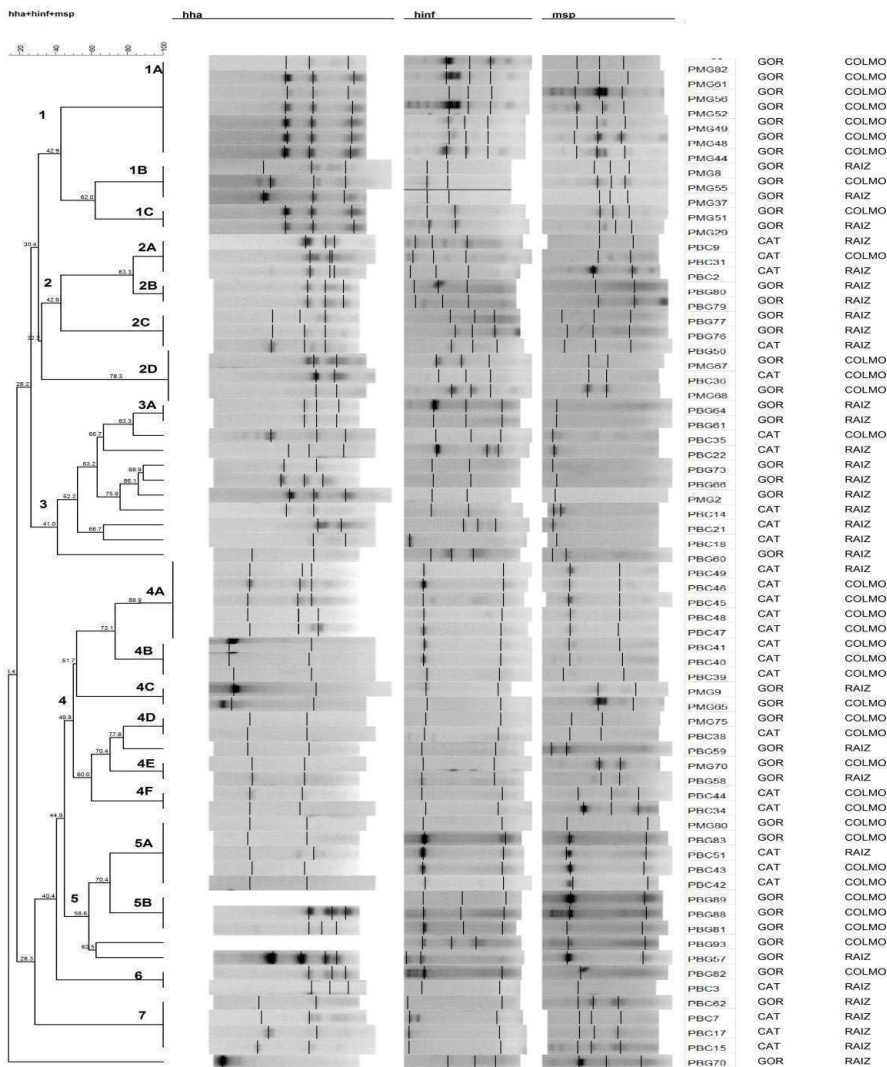 hha+hinf+msp hha hinf msp
20 40 60 80 100
1A
PMG82 GOR COLMO
PMG61 GOR COLMO
PMG56 GOR COLMO
1
PMG52 GOR COLMO
PMG49 GOR COLMO
PMG48 GOR COLMO
42.9
PMG44 GOR COLMO
1B
PMG8 GOR RAIZ
62.0
PMG55 GOR COLMO
PMG37 GOR RAIZ
1C
PMG51 GOR COLMO
PMG29 GOR RAIZ
30.4
2A
PBC9 CAT RAIZ
PBC31 CAT COLMO
83.3
PBC2 CAT RAIZ
2
2B
PBG80 GOR RAIZ
42.9
PBG79 GOR RAIZ
2C
PBG77 GOR RAIZ
PBG76 GOR RAIZ
PBG50 CAT RAIZ
2D
PMG67 GOR COLMO
78.3
PBC36 CAT COLMO
26.2
PMG68 GOR COLMO
3A
PBG64 GOR RAIZ
83.3
PBG61 GOR RAIZ
66.7
PBC35 CAT COLMO
PBC22 CAT RAIZ
63.2
88.9
PBG73 GOR RAIZ
86.1
PBG66 GOR RAIZ
75.9
PMG2 GOR RAIZ
3
52.2
PBC14 CAT RAIZ
41.0
66.7
PBC21 CAT RAIZ
PBC18 CAT RAIZ
PBG60 GOR RAIZ
PBC49 CAT RAIZ
4A
PBC46 CAT COLMO
88.9
PBC45 CAT COLMO
PBC48 CAT COLMO
73.1
PBC47 CAT COLMO
4B
PBC41 CAT COLMO
51.7
PBC40 CAT COLMO
1.4
PBC39 CAT COLMO
4C
PMG9 GOR RAIZ
4
PMG65 GOR COLMO
4D
PMG75 GOR COLMO
49.8
77.8
PBC38 CAT COLMO
70.4
PBG59 GOR RAIZ
4E
PMG70 GOR COLMO
60.0
PBG58 GOR RAIZ
4F
PBC44 CAT COLMO
PBC34 CAT COLMO
44.9
PMG80 GOR COLMO
5A
PBG83 GOR COLMO
PBC51 CAT RAIZ
70.4
PBC43 CAT COLMO
PBC42 CAT COLMO
40.4
5
5B
PBG89 GOR COLMO
58.6
PBG88 GOR COLMO
PBG81 GOR COLMO
62.5
PBG93 GOR COLMO
28.3
PBG57 GOR RAIZ
6
PBG82 GOR COLMO
PBC3 CAT RAIZ
PBC62 GOR RAIZ
7
PBC7 CAT RAIZ
PBC17 CAT RAIZ
PBC15 CAT RAIZ
PBG70 GOR RAIZ